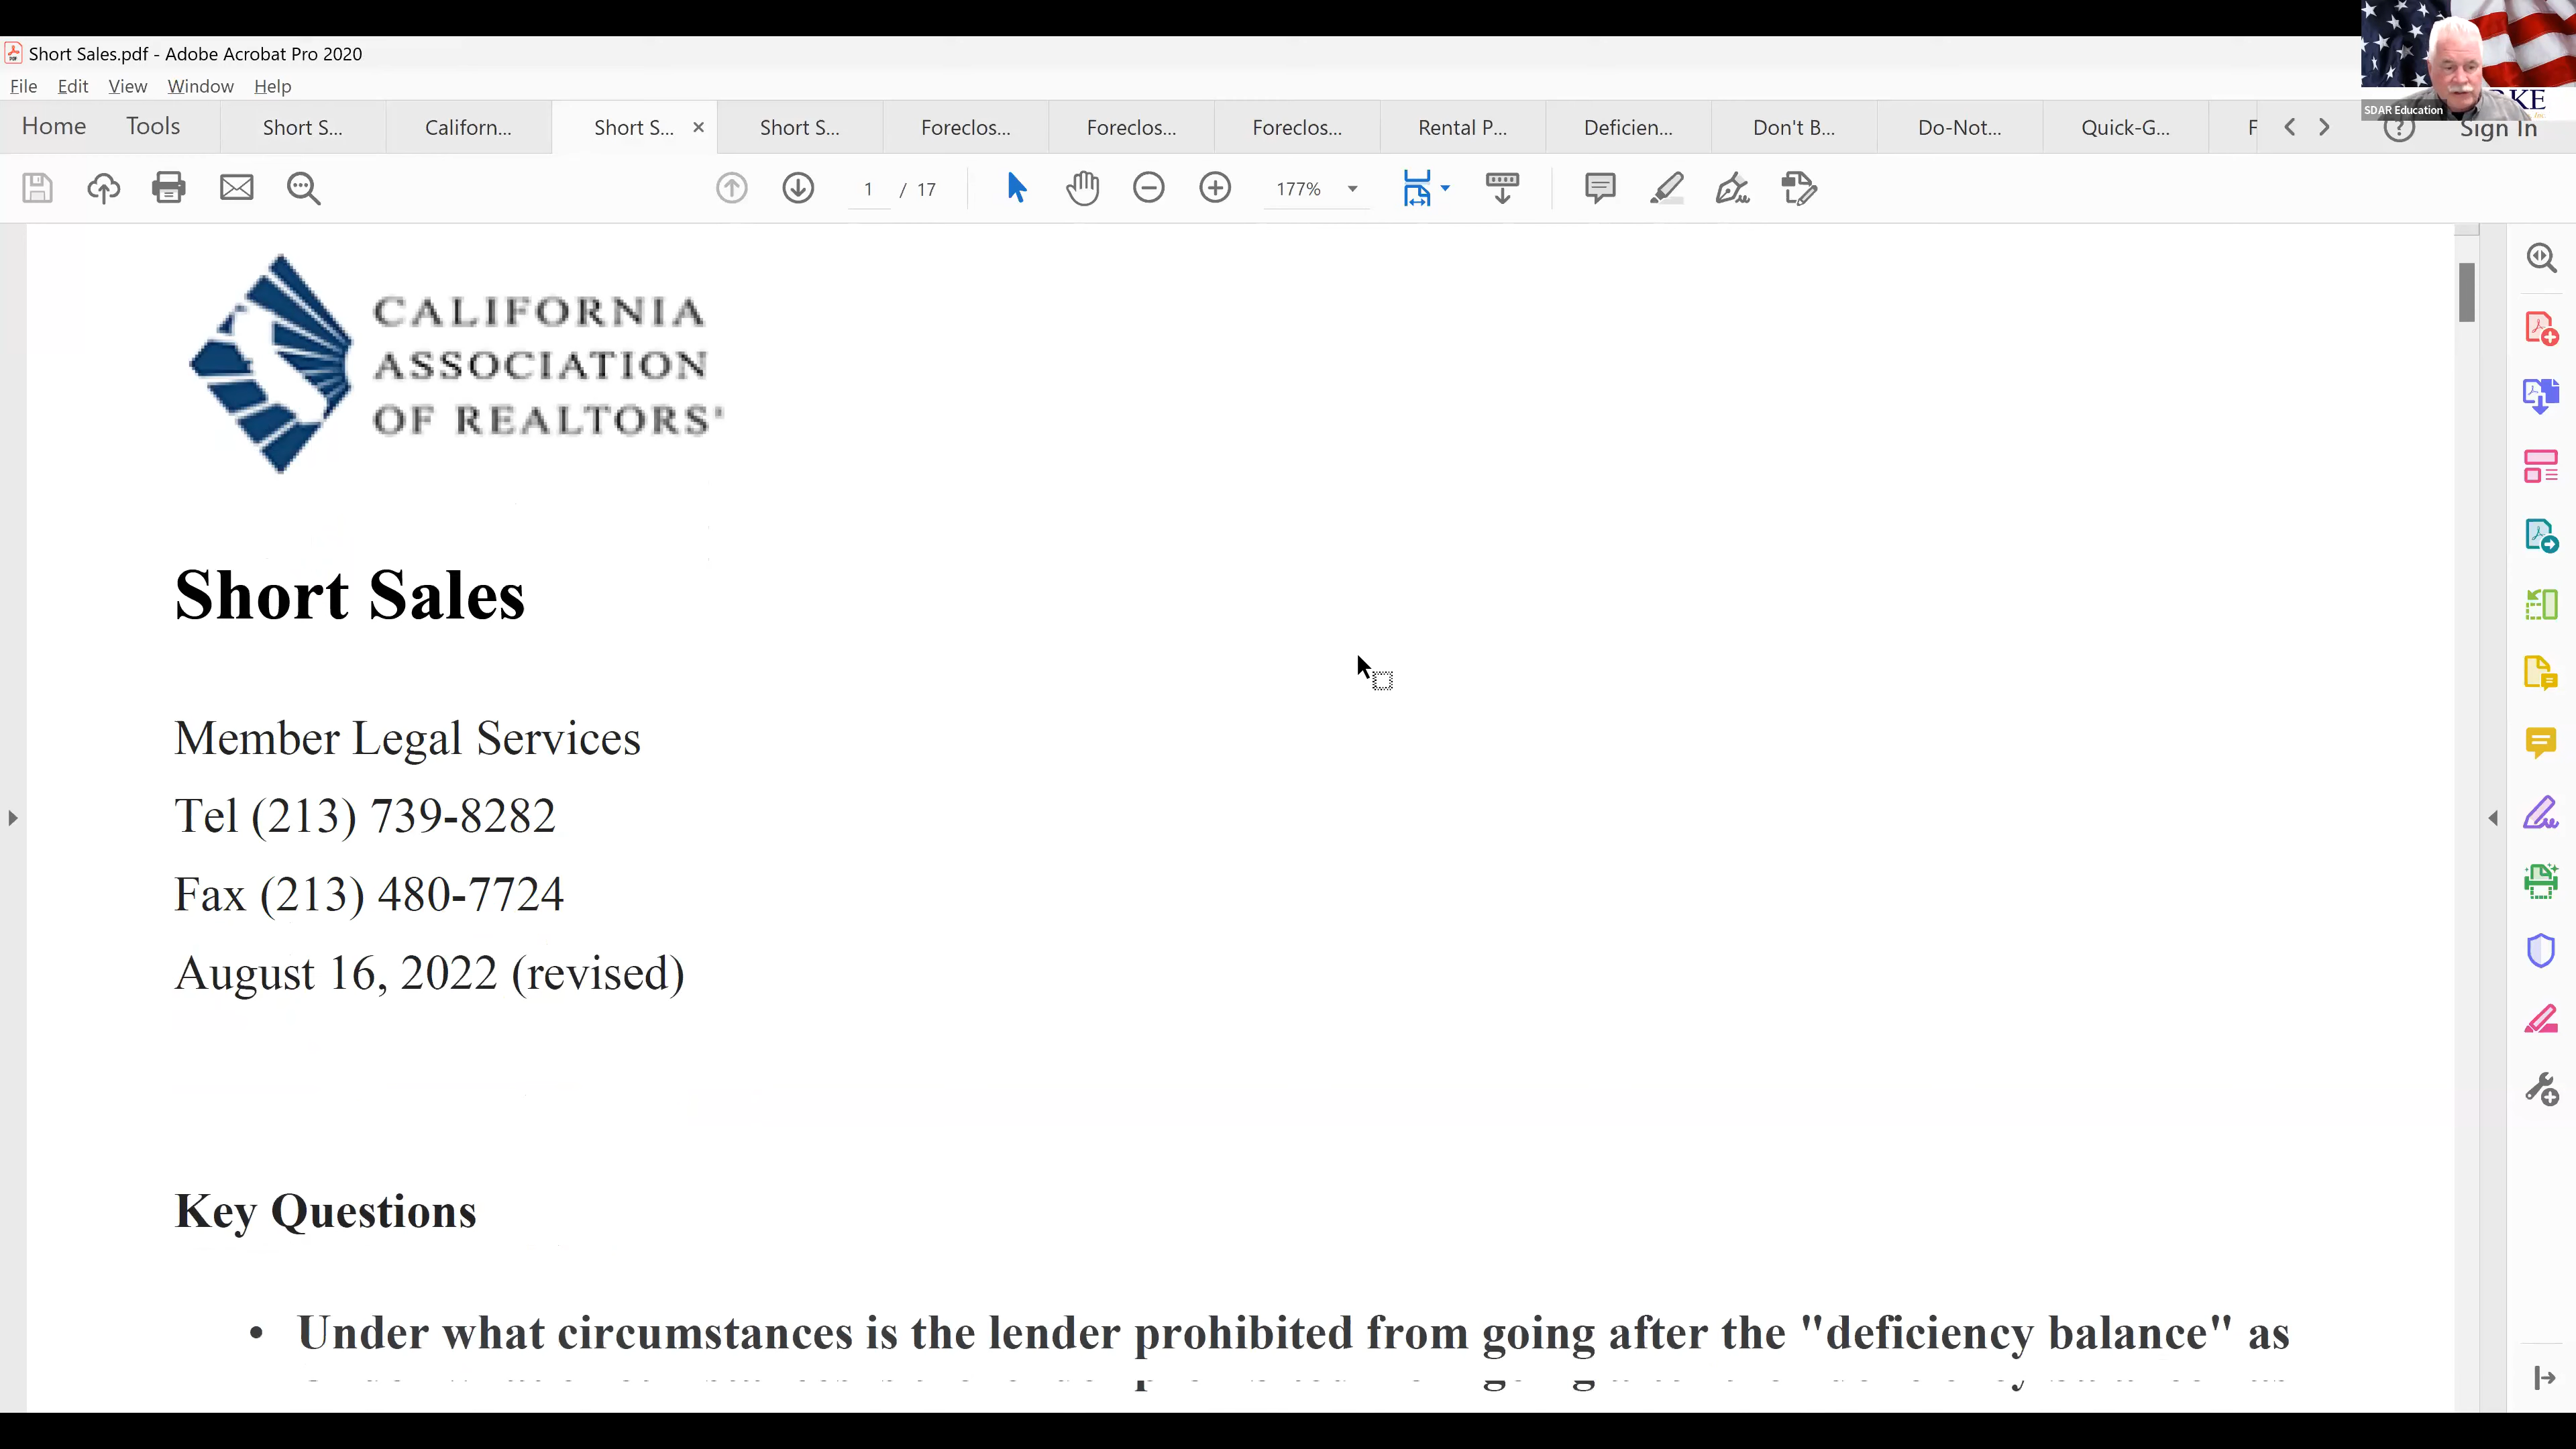 Short Sales.pdf - Adobe Acrobat Pro 2020
File Edit View Window Help
Home Tools Short S... Californ... Short S... × Short S... Foreclos... Foreclos... Foreclos... Rental P... Deficien... Don't B... Do-Not... Quick-G... F Sign In
1 / 17 177%
SDAR Education
KE
Inc
CALIFORNIA
ASSOCIATION
OF REALTORS'
Short Sales
Member Legal Services
Tel (213) 739-8282
Fax (213) 480-7724
August 16, 2022 (revised)
Key Questions
• Under what circumstances is the lender prohibited from going after the "deficiency balance" as